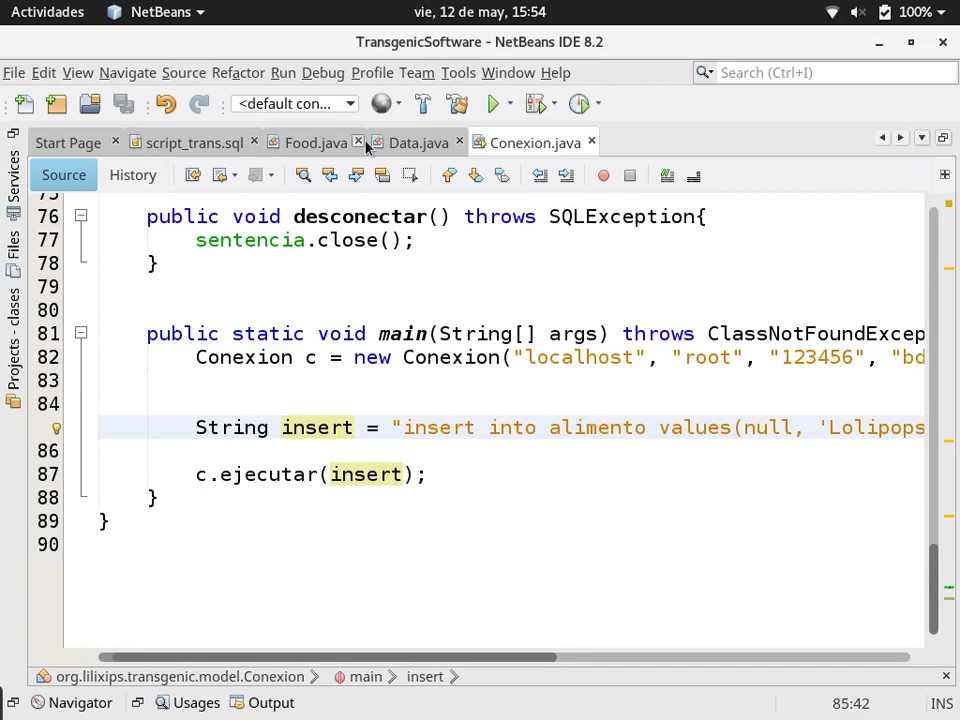 Actividades NetBeans vie, 12 de may, 15:54 100%
TransgenicSoftware - NetBeans IDE 8.2
File Edit View Navigate Source Refactor Run Debug Profile Team Tools Window Help Search (Ctrl+I)
<default con...
Start Page script_trans.sql Food.java Data.java Conexion.java
Source History
Services
Files
Projects - clases
76 public void desconectar() throws SQLException{
77 sentencia.close();
78 }
79
80
81 public static void main(String[] args) throws ClassNotFoundExcep
82 Conexion c = new Conexion("localhost", "root", "123456", "bd
83
84
String insert = "insert into alimento values(null, 'Lolipops
86
87 c.ejecutar(insert);
88 }
89 }
90
org.lilixips.transgenic.model.Conexion main insert
Navigator Usages Output 85:42 INS